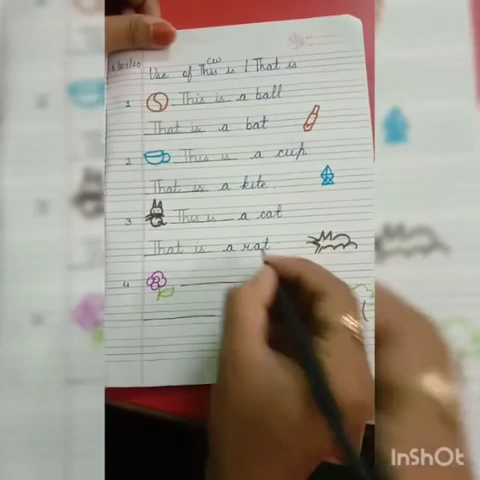 CW
Use of This is / That is
1 This is a ball
That is a bat
2 This is a cup
That is a kite.
3 This is a cat
That is a rat
4
InShOt